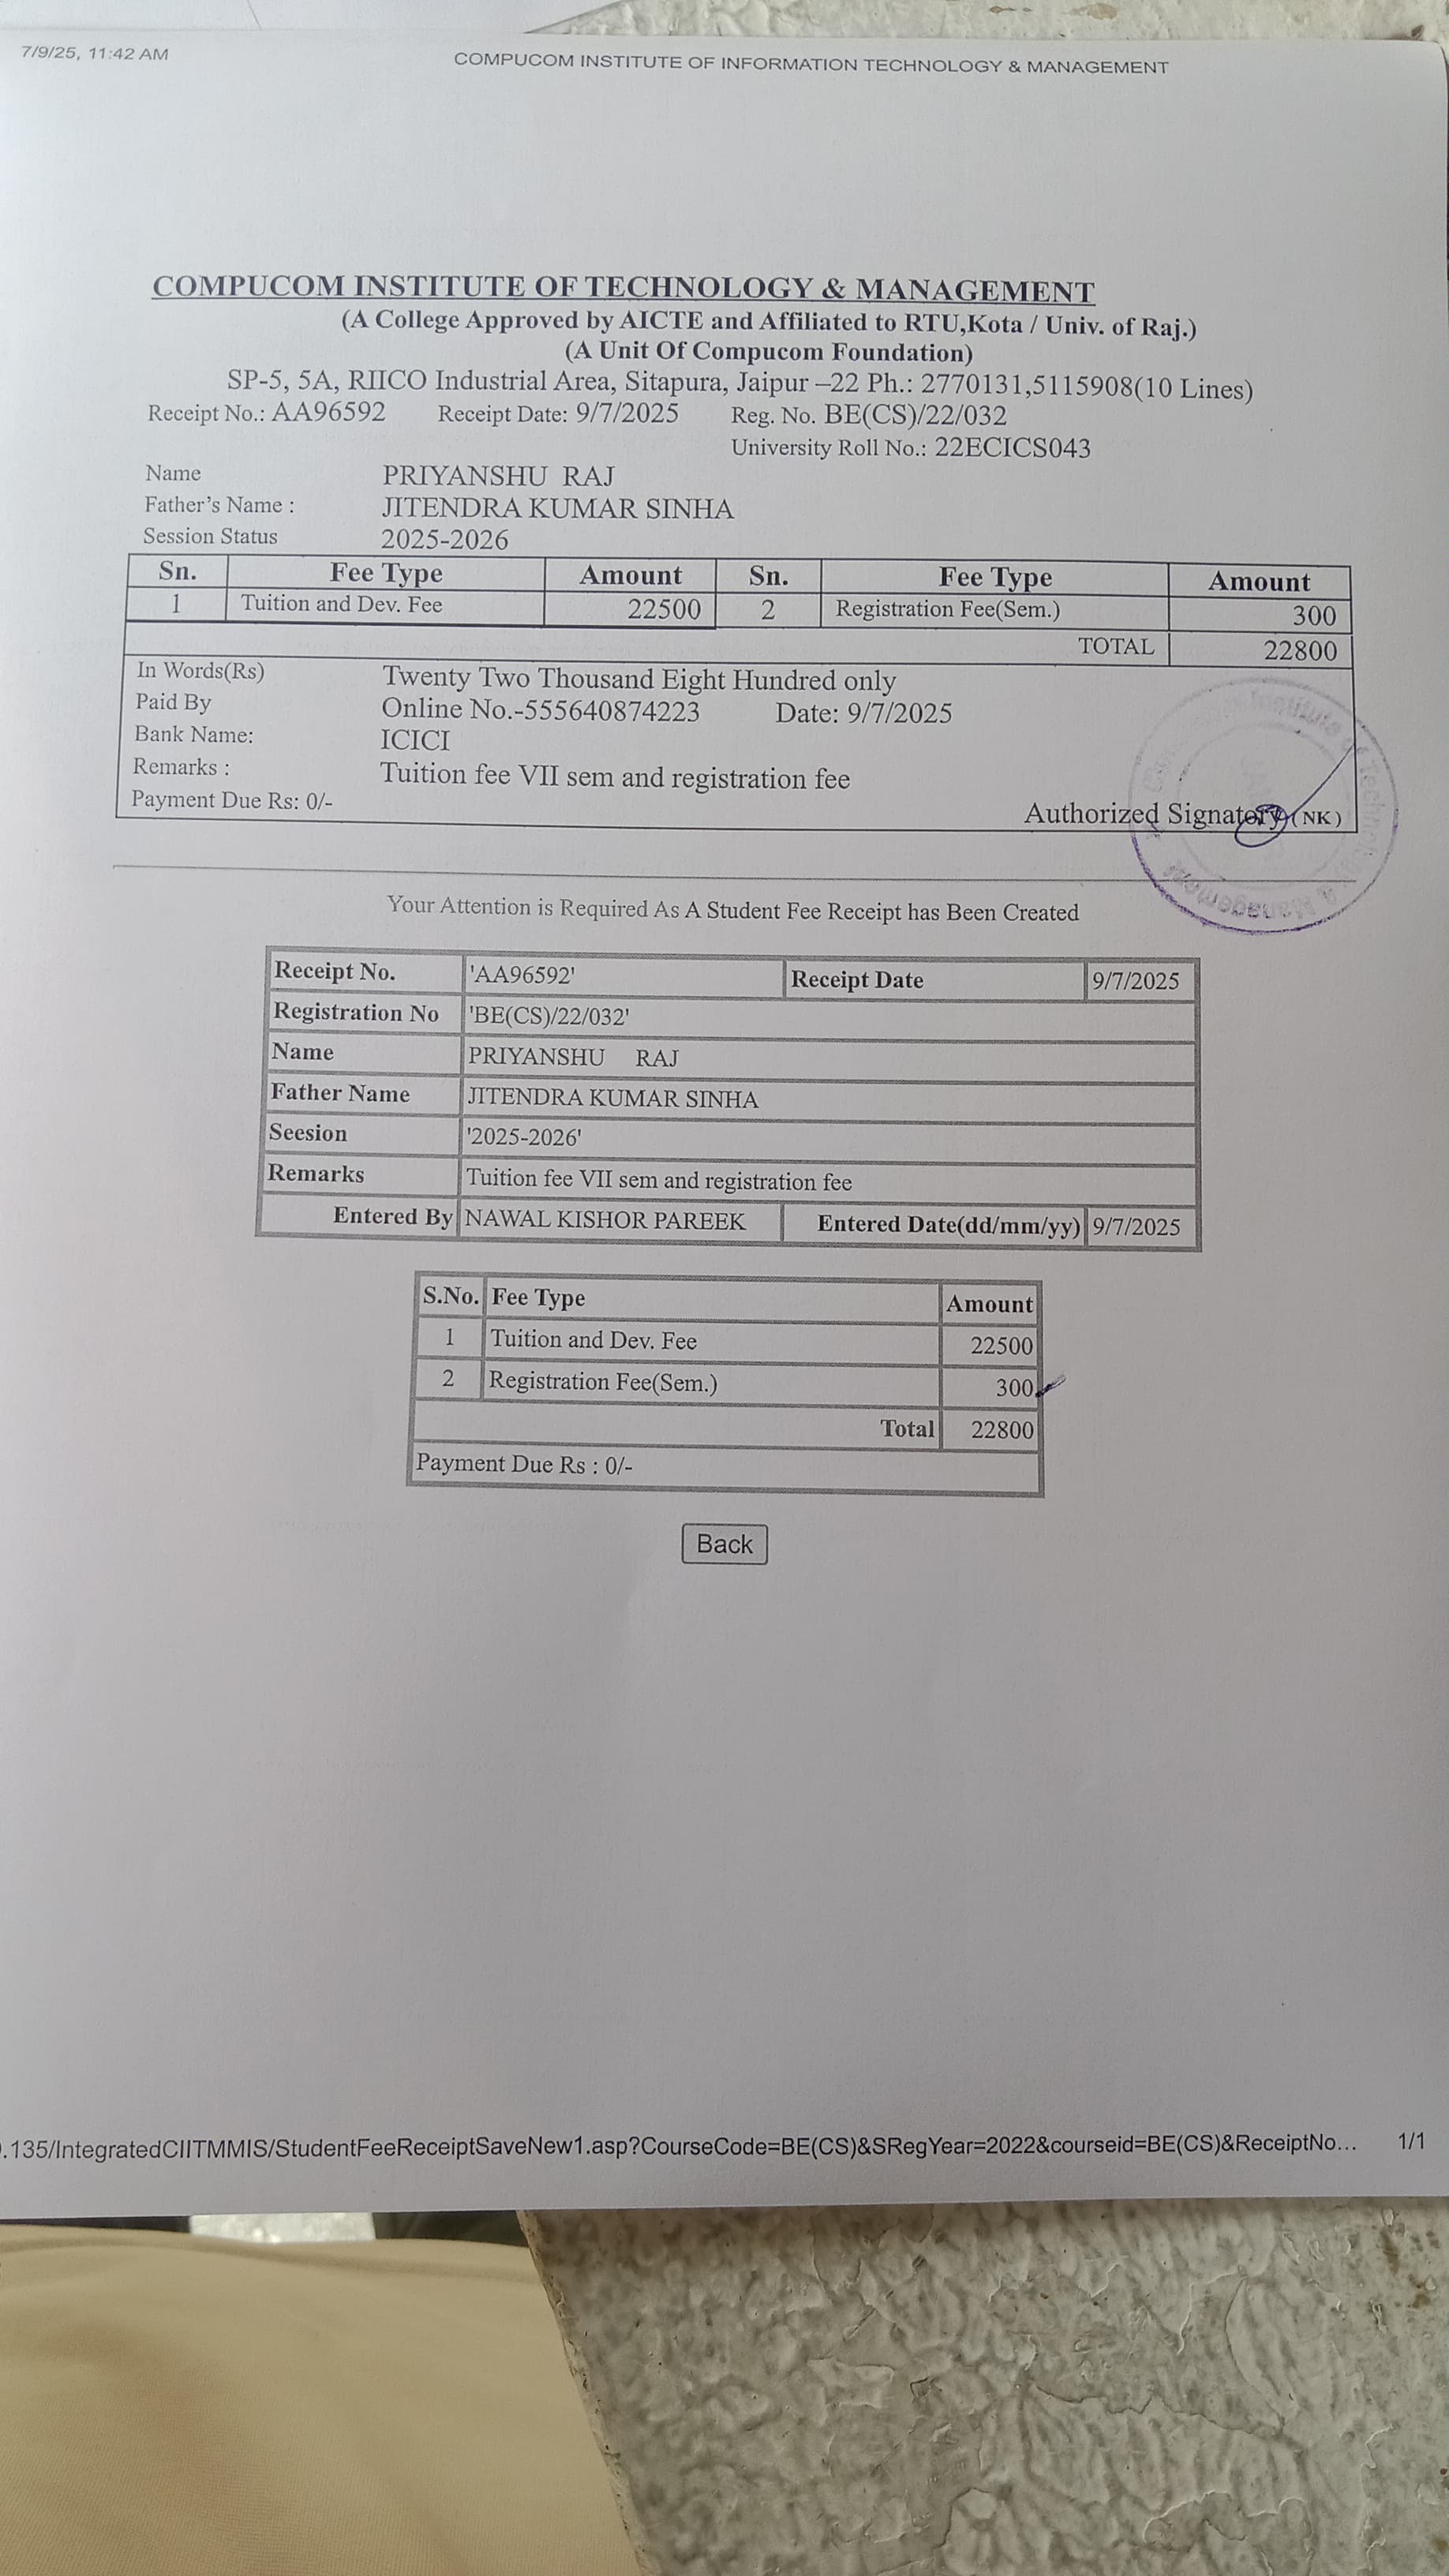 7/9/25, 11:42 AM COMPUCOM INSTITUTE OF INFORMATION TECHNOLOGY & MANAGEMENT
COMPUCOM INSTITUTE OF TECHNOLOGY & MANAGEMENT
(A College Approved by AICTE and Affiliated to RTU,Kota / Univ. of Raj.)
(A Unit Of Compucom Foundation)
SP-5, 5A, RIICO Industrial Area, Sitapura, Jaipur –22 Ph.: 2770131,5115908(10 Lines)
Receipt No.: AA96592 Receipt Date: 9/7/2025 Reg. No. BE(CS)/22/032
University Roll No.: 22ECICS043
Name PRIYANSHU RAJ
Father's Name : JITENDRA KUMAR SINHA
Session Status 2025-2026
Sn. Fee Type Amount Sn. Fee Type Amount
1 Tuition and Dev. Fee 22500 2 Registration Fee(Sem.) 300
TOTAL 22800
In Words(Rs) Twenty Two Thousand Eight Hundred only
Paid By Online No.-555640874223 Date: 9/7/2025
Bank Name: ICICI
Remarks : Tuition fee VII sem and registration fee
Payment Due Rs: 0/-
Authorized Signatory (NK)
Institute of Technology & Management
Your Attention is Required As A Student Fee Receipt has Been Created
Receipt No. 'AA96592' Receipt Date 9/7/2025
Registration No 'BE(CS)/22/032'
Name PRIYANSHU RAJ
Father Name JITENDRA KUMAR SINHA
Seesion '2025-2026'
Remarks Tuition fee VII sem and registration fee
Entered By NAWAL KISHOR PAREEK Entered Date(dd/mm/yy) 9/7/2025
S.No. Fee Type Amount
1 Tuition and Dev. Fee 22500
2 Registration Fee(Sem.) 300
Total 22800
Payment Due Rs : 0/-
Back
.135/IntegratedCIITMMIS/StudentFeeReceiptSaveNew1.asp?CourseCode=BE(CS)&SRegYear=2022&courseid=BE(CS)&ReceiptNo... 1/1